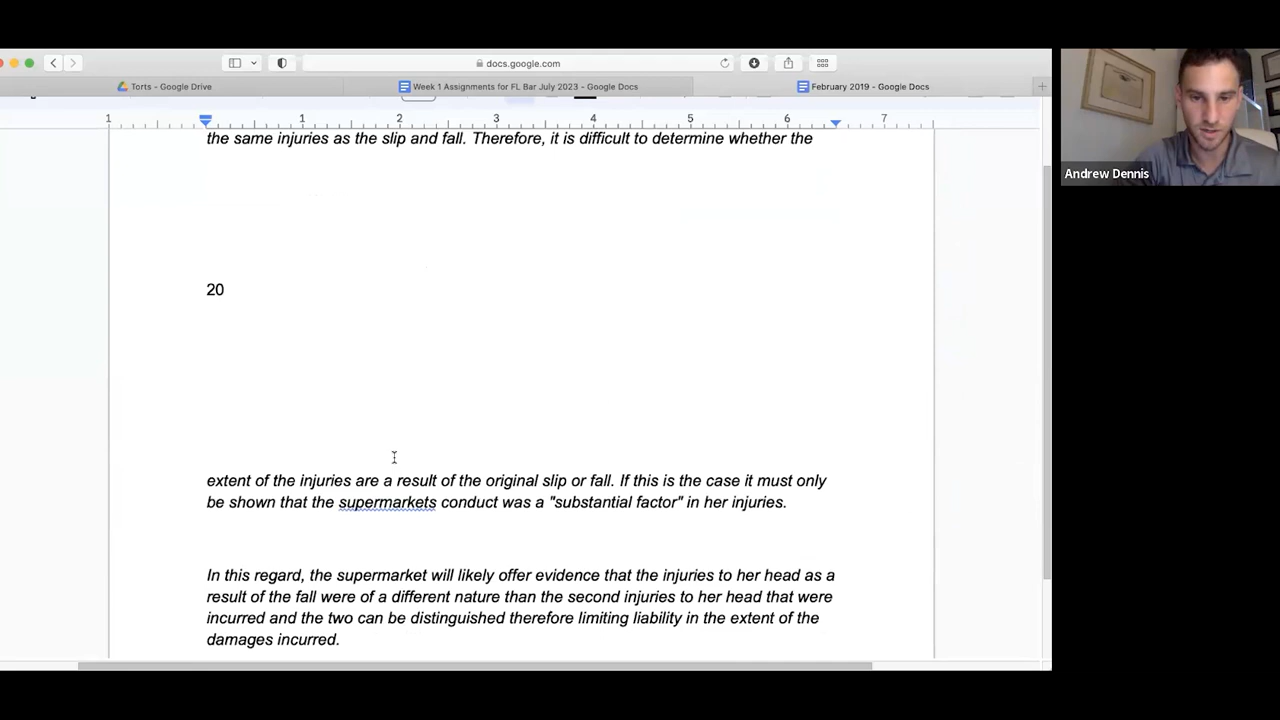 docs.google.com
Torts - Google Drive
Week 1 Assignments for FL Bar July 2023 - Google Docs
February 2019 - Google Docs
1 1 2 3 4 5 6 7
the same injuries as the slip and fall. Therefore, it is difficult to determine whether the
20
extent of the injuries are a result of the original slip or fall. If this is the case it must only
be shown that the supermarkets conduct was a "substantial factor" in her injuries.
In this regard, the supermarket will likely offer evidence that the injuries to her head as a
result of the fall were of a different nature than the second injuries to her head that were
incurred and the two can be distinguished therefore limiting liability in the extent of the
damages incurred.
Andrew Dennis